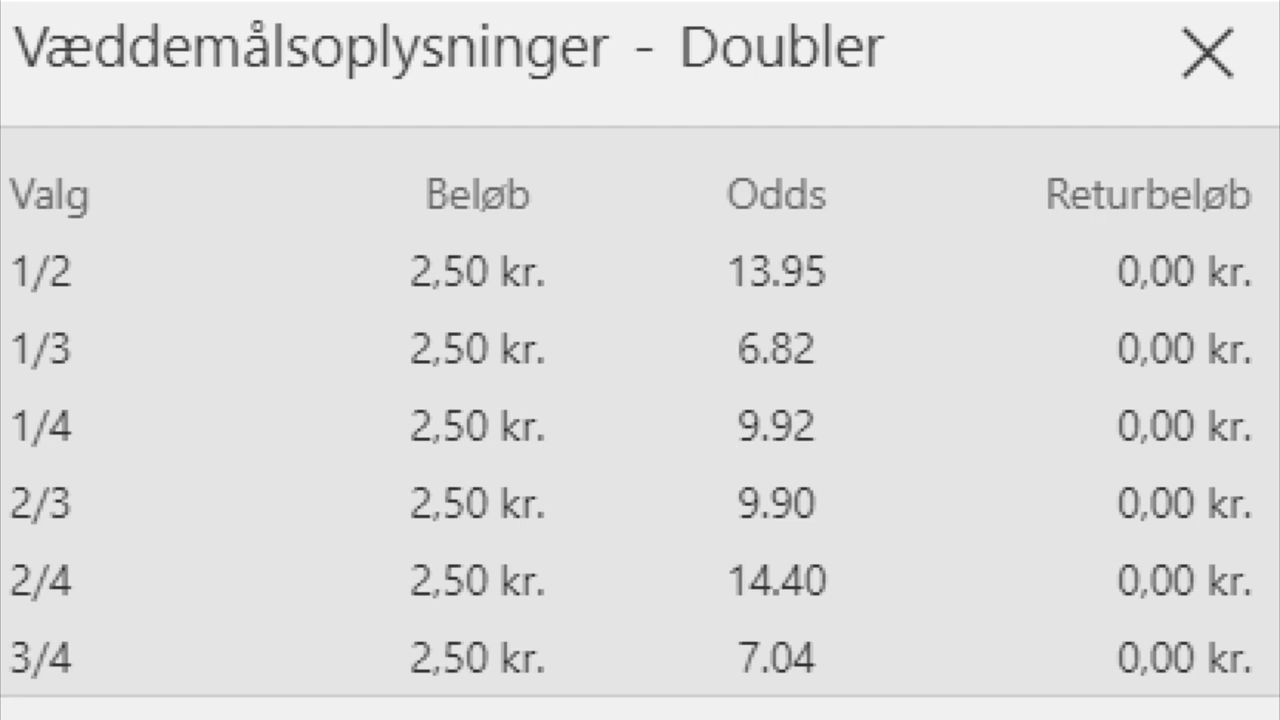 Væddemålsoplysninger - Doubler
Valg Beløb Odds Returbeløb
1/2 2,50 kr. 13.95 0,00 kr.
1/3 2,50 kr. 6.82 0,00 kr.
1/4 2,50 kr. 9.92 0,00 kr.
2/3 2,50 kr. 9.90 0,00 kr.
2/4 2,50 kr. 14.40 0,00 kr.
3/4 2,50 kr. 7.04 0,00 kr.